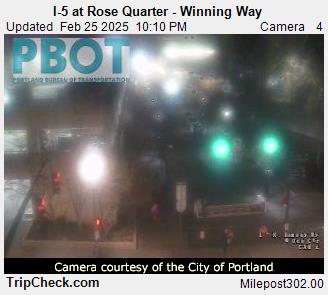 I-5 at Rose Quarter - Winning Way
Updated Feb 25 2025 10:10 PM Camera 4
PBOT
PORTLAND BUREAU OF TRANSPORTATION
Camera courtesy of the City of Portland
TripCheck.com Milepost302.00